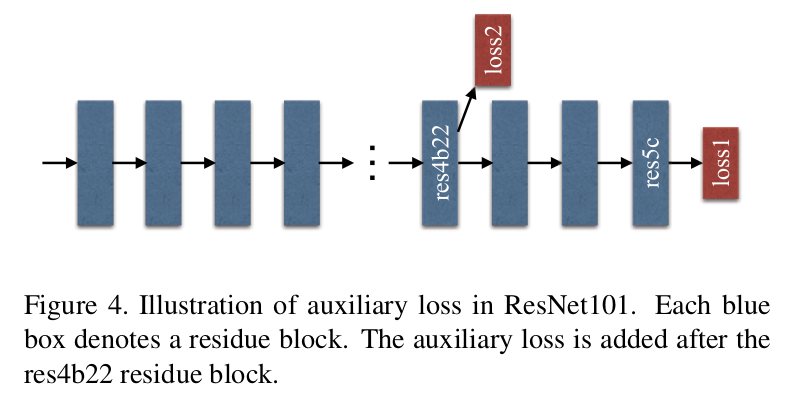 loss2
res4b22
res5c
loss1
Figure 4. Illustration of auxiliary loss in ResNet101. Each blue
box denotes a residue block. The auxiliary loss is added after the
res4b22 residue block.